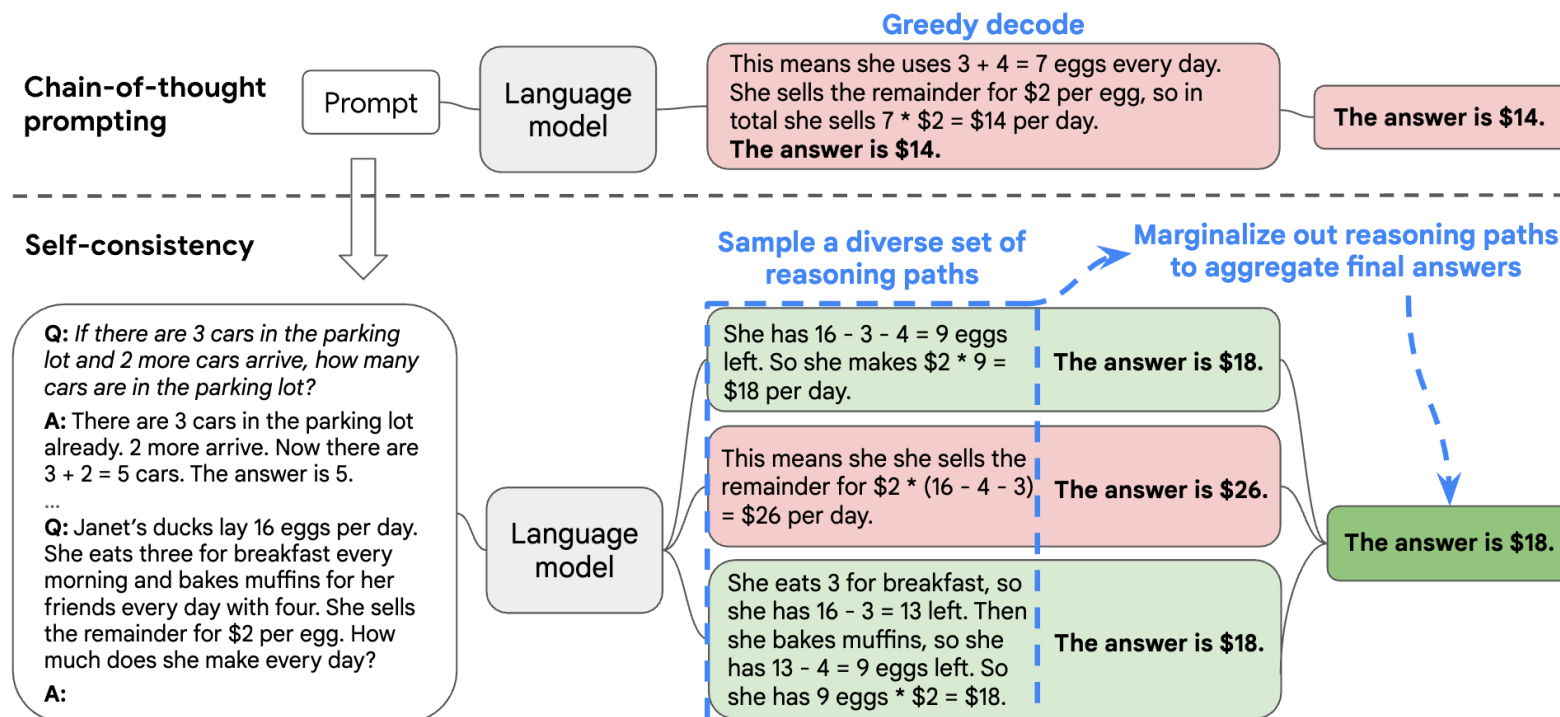 Greedy decode
Chain-of-thought
prompting
Prompt
Language
model
This means she uses 3 + 4 = 7 eggs every day.
She sells the remainder for $2 per egg, so in
total she sells 7 * $2 = $14 per day.
The answer is $14.
The answer is $14.
Self-consistency
Sample a diverse set of
reasoning paths
Marginalize out reasoning paths
to aggregate final answers
Q: If there are 3 cars in the parking
lot and 2 more cars arrive, how many
cars are in the parking lot?
A: There are 3 cars in the parking lot
already. 2 more arrive. Now there are
3 + 2 = 5 cars. The answer is 5.
...
Q: Janet’s ducks lay 16 eggs per day.
She eats three for breakfast every
morning and bakes muffins for her
friends every day with four. She sells
the remainder for $2 per egg. How
much does she make every day?
A:
Language
model
She has 16 - 3 - 4 = 9 eggs
left. So she makes $2 * 9 =
$18 per day.
The answer is $18.
This means she she sells the
remainder for $2 * (16 - 4 - 3)
= $26 per day.
The answer is $26.
She eats 3 for breakfast, so
she has 16 - 3 = 13 left. Then
she bakes muffins, so she
has 13 - 4 = 9 eggs left. So
she has 9 eggs * $2 = $18.
The answer is $18.
The answer is $18.